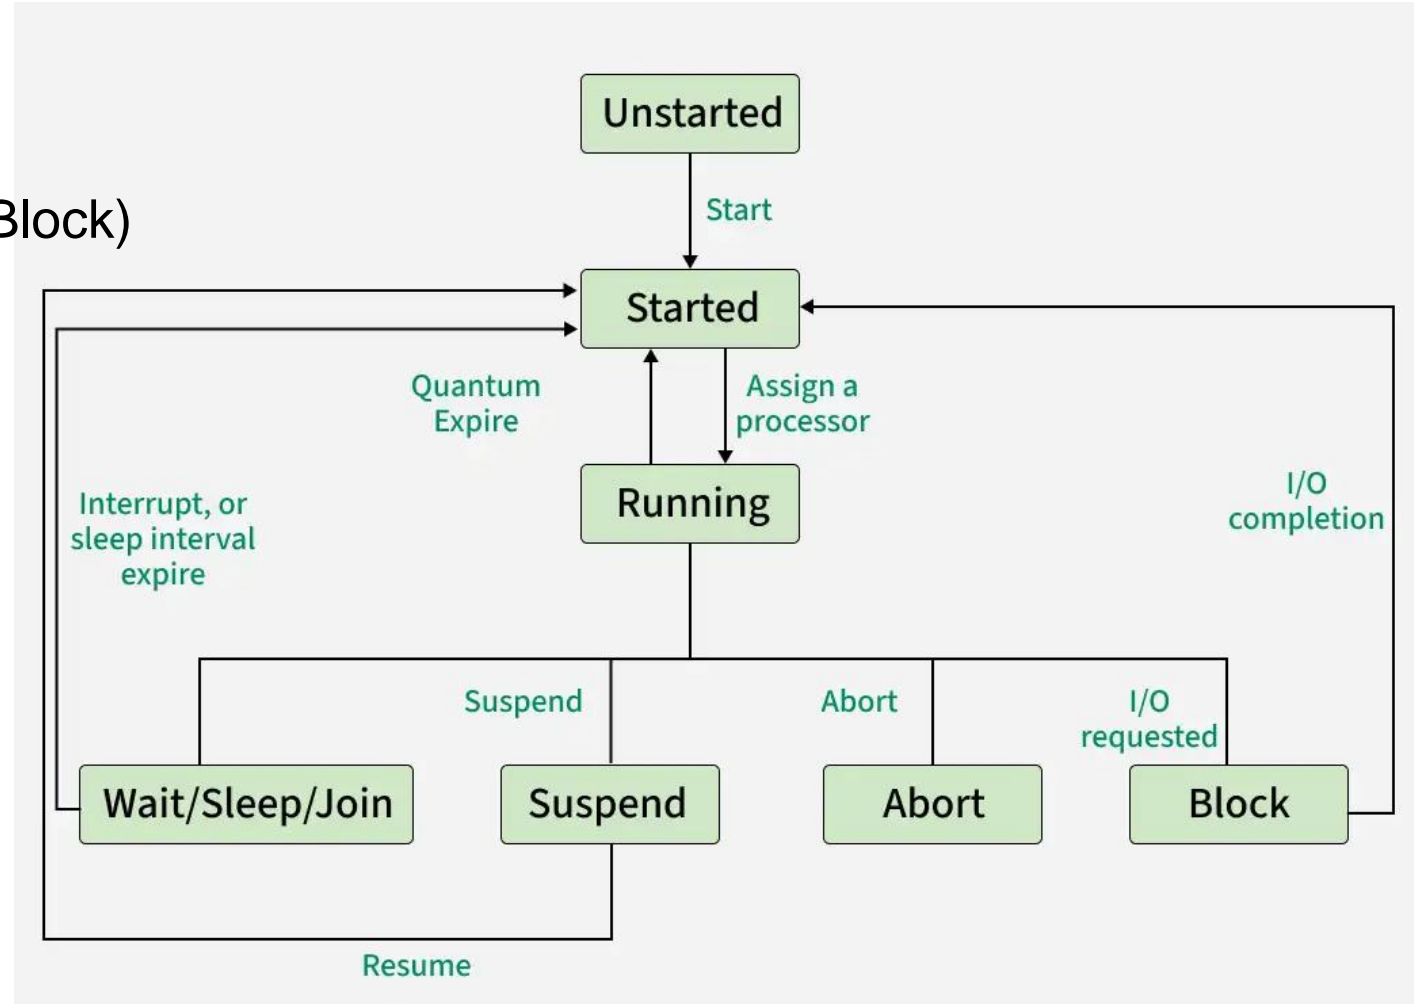 Unstarted
Start
Block)
Started
Quantum
Expire
Assign a
processor
Running
Interrupt, or
sleep interval
expire
I/O
completion
Suspend
Abort
I/O
requested
Wait/Sleep/Join
Suspend
Abort
Block
Resume